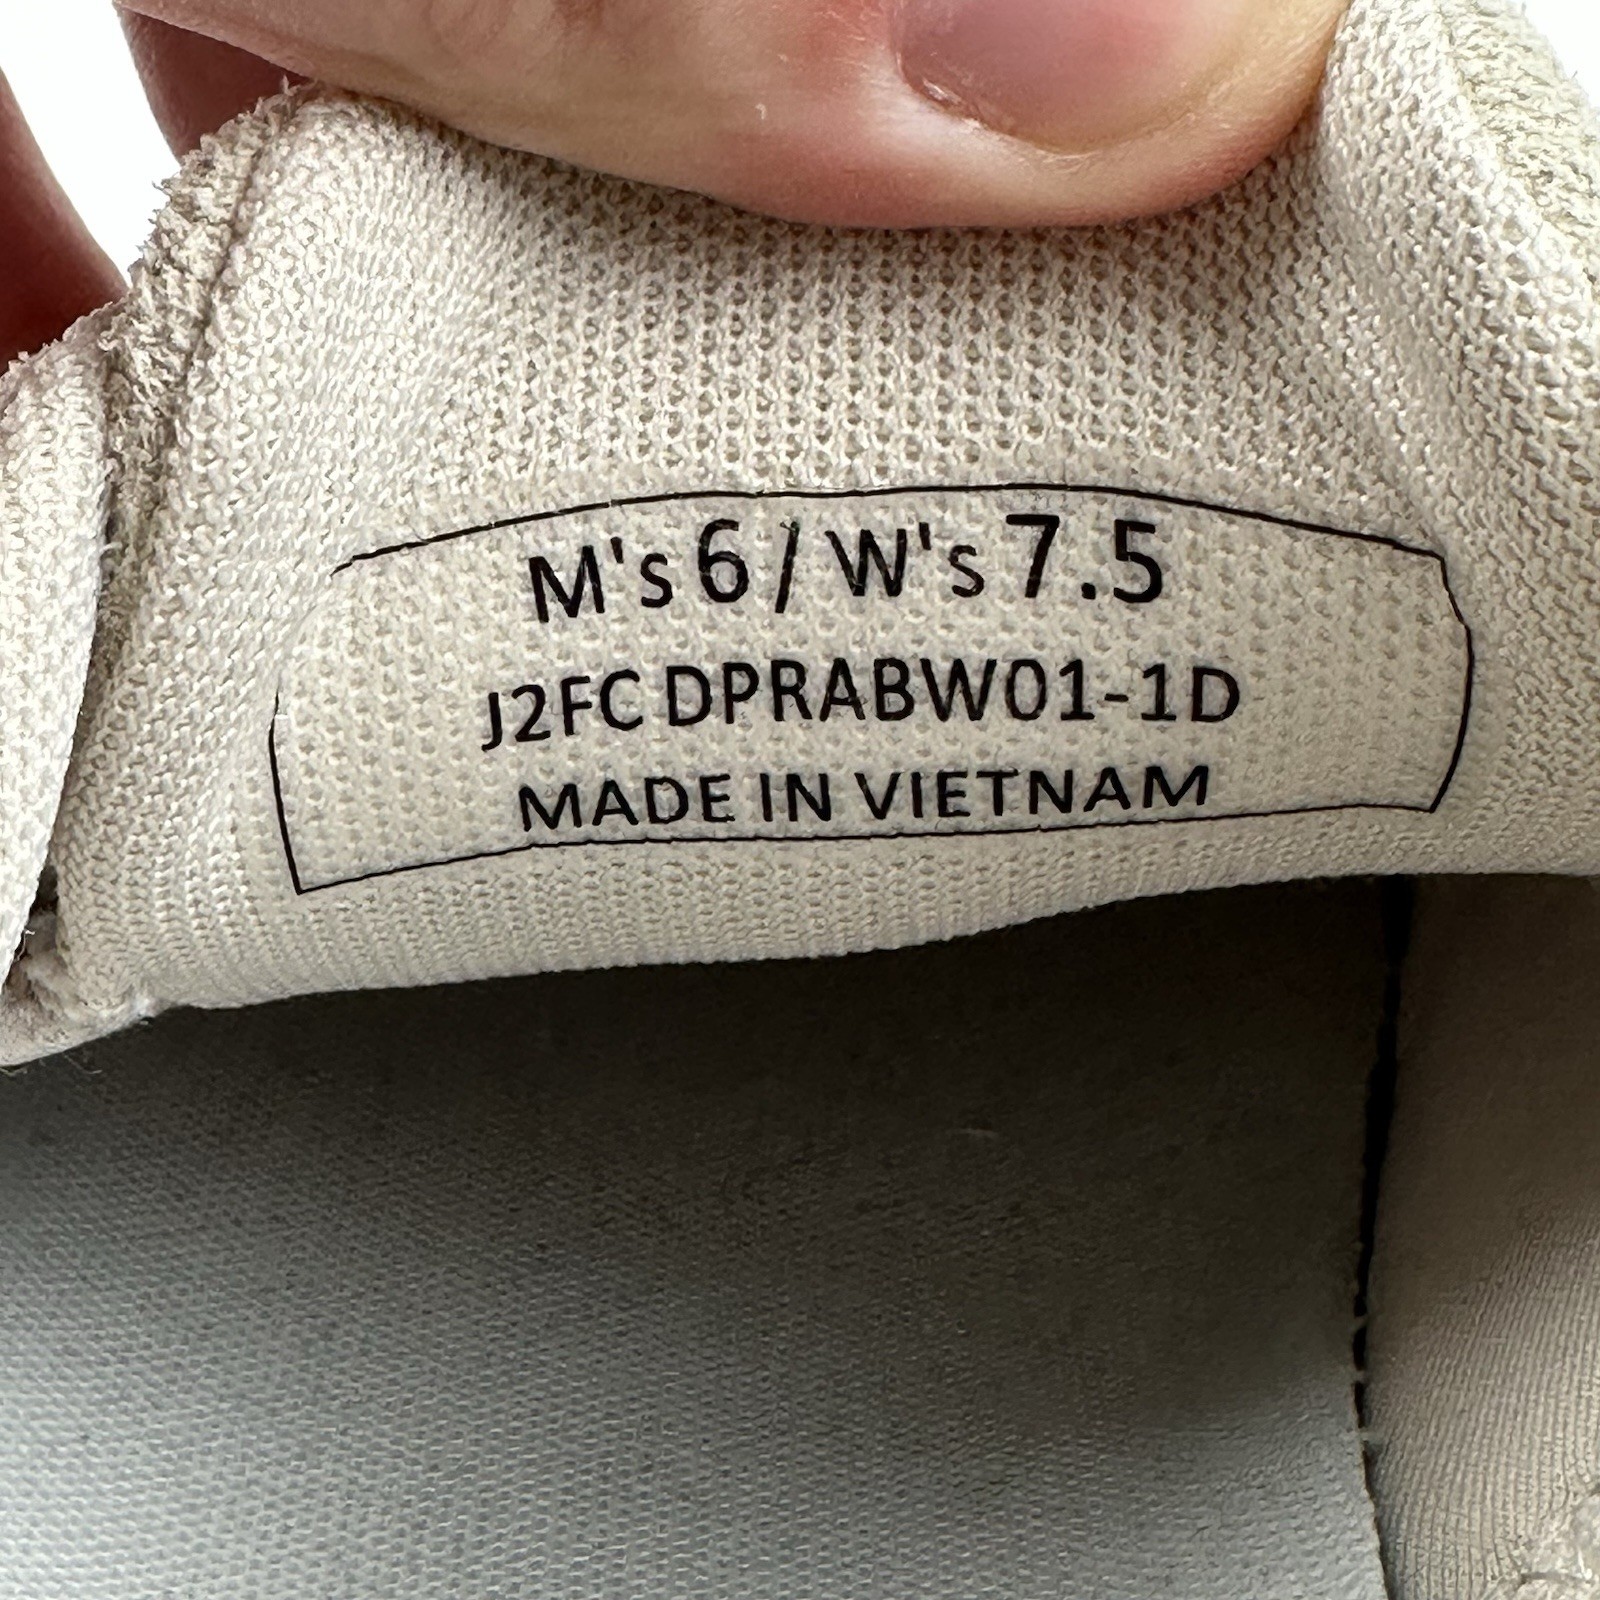 M's 6 / W's 7.5
J2FC DPRABW01-1D
MADE IN VIETNAM